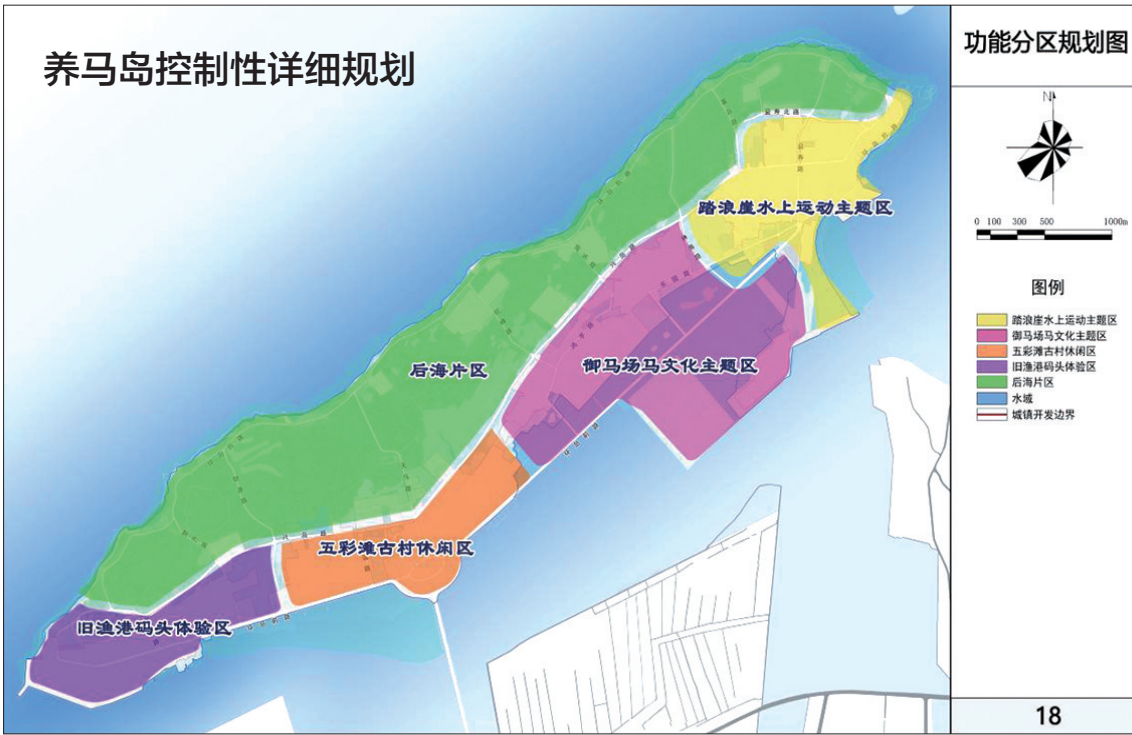 养马岛控制性详细规划
功能分区规划图
N
0 100 300 500 1000m
踏浪崖水上运动主题区
后海片区
御马场马文化主题区
五彩滩古村休闲区
旧渔港码头体验区
图例
踏浪崖水上运动主题区
御马场马文化主题区
五彩滩古村休闲区
旧渔港码头体验区
后海片区
水域
城镇开发边界
18